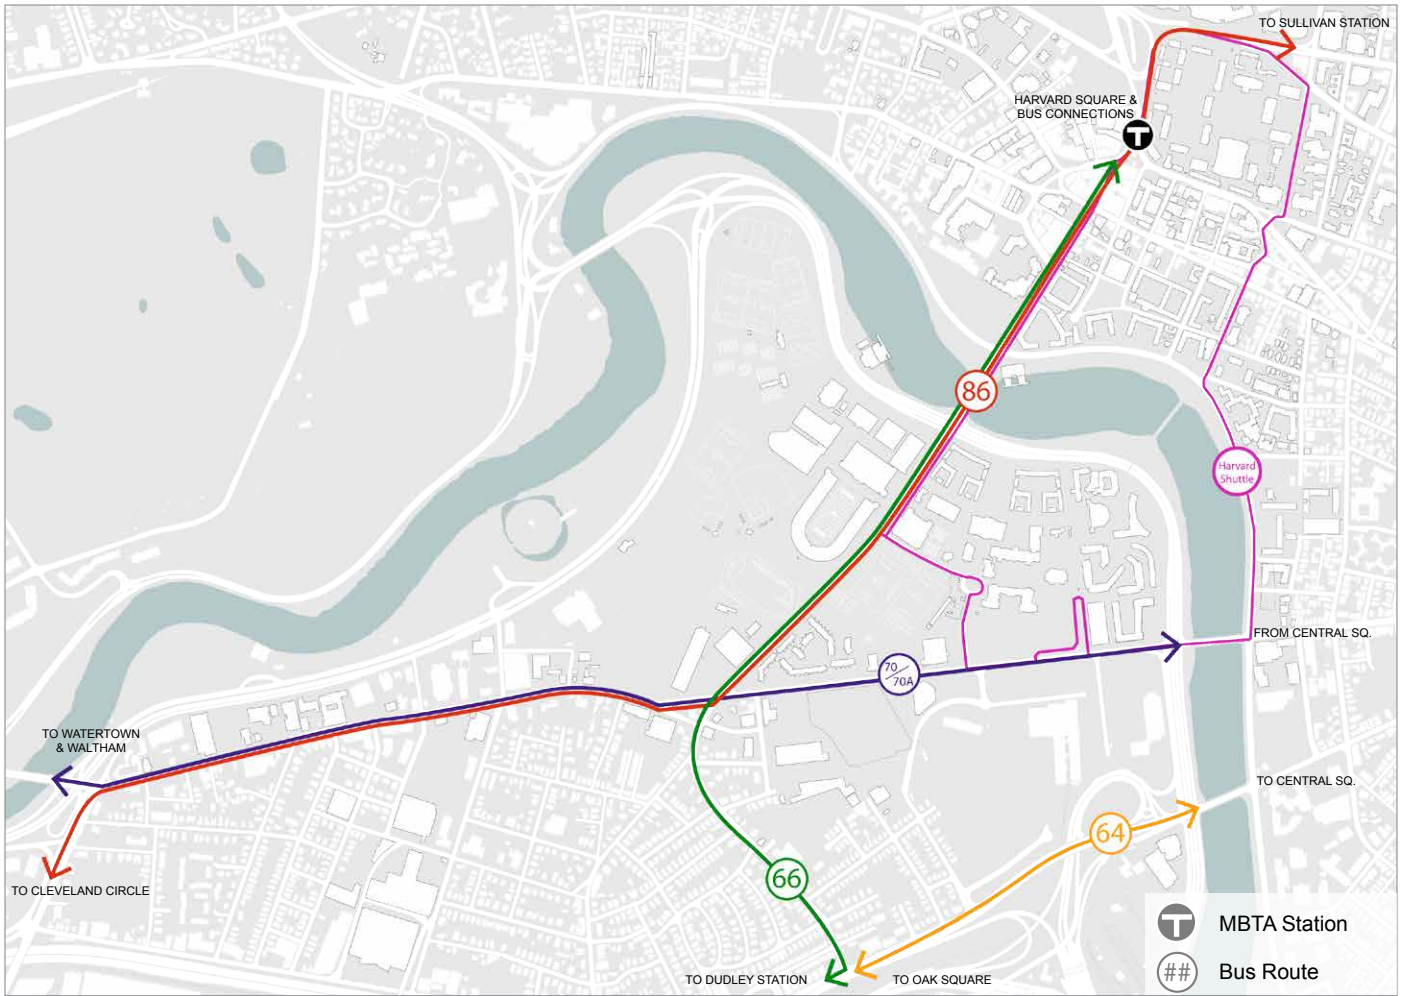 TO SULLIVAN STATION
HARVARD SQUARE &
BUS CONNECTIONS
T
86
Harvard
Shuttle
FROM CENTRAL SQ.
70
70A
TO WATERTOWN
& WALTHAM
TO CENTRAL SQ.
64
66
TO CLEVELAND CIRCLE
TO DUDLEY STATION
TO OAK SQUARE
T MBTA Station
## Bus Route